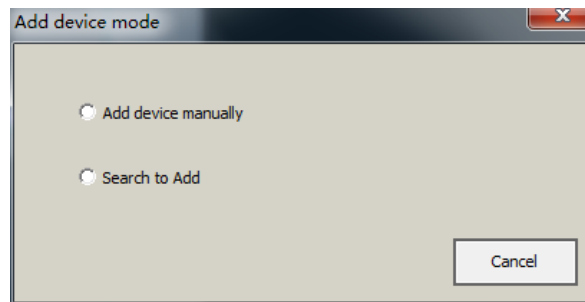 Add device mode
Add device manually
Search to Add
Cancel